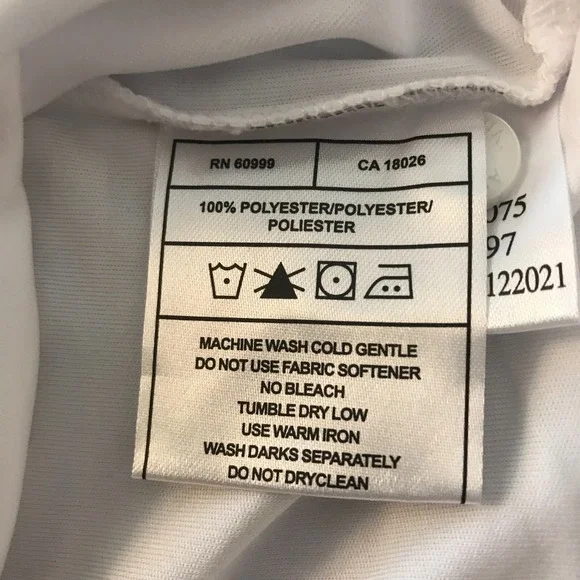 RN 60999
CA 18026
100% POLYESTER/POLYESTER/
POLIESTER
MACHINE WASH COLD GENTLE
DO NOT USE FABRIC SOFTENER
NO BLEACH
TUMBLE DRY LOW
USE WARM IRON
WASH DARKS SEPARATELY
DO NOT DRYCLEAN
075
97
122021